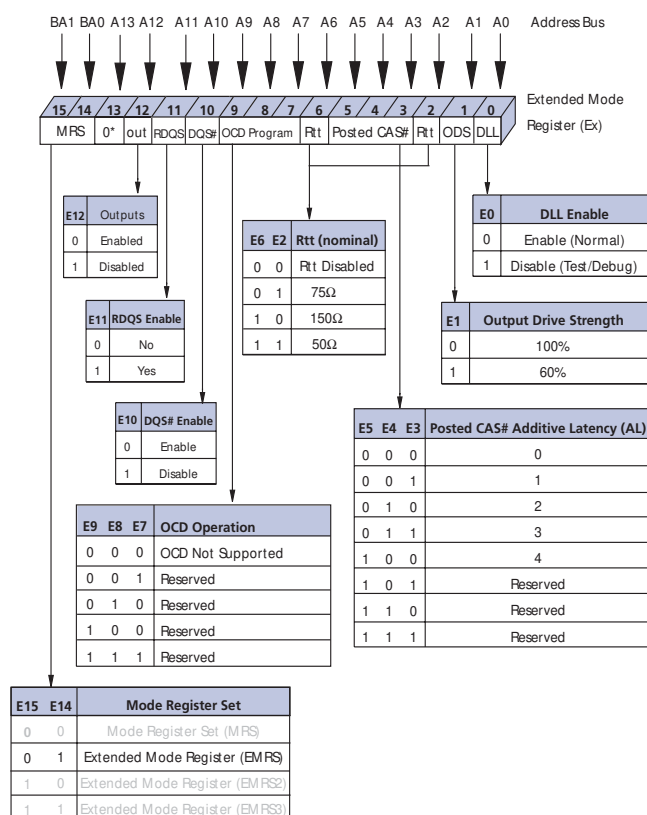 BA1 BA0 A13 A12 A11 A10 A9 A8 A7 A6 A5 A4 A3 A2 A1 A0 Address Bus
15 14 13 12 11 10 9 8 7 6 5 4 3 2 1 0
Extended Mode
Register (Ex)
MRS 0* out RDQS DQS# OCD Program Rtt Posted CAS# Rtt ODS DLL
E12 Outputs
0 Enabled
1 Disabled
E11 RDQS Enable
0 No
1 Yes
E10 DQS# Enable
0 Enable
1 Disable
E9 E8 E7 OCD Operation
0 0 0 OCD Not Supported
0 0 1 Reserved
0 1 0 Reserved
1 0 0 Reserved
1 1 1 Reserved
E6 E2 Rtt (nominal)
0 0 Rtt Disabled
0 1 75Ω
1 0 150Ω
1 1 50Ω
E0 DLL Enable
0 Enable (Normal)
1 Disable (Test/Debug)
E1 Output Drive Strength
0 100%
1 60%
E5 E4 E3 Posted CAS# Additive Latency (AL)
0 0 0 0
0 0 1 1
0 1 0 2
0 1 1 3
1 0 0 4
1 0 1 Reserved
1 1 0 Reserved
1 1 1 Reserved
E15 E14 Mode Register Set
0 0 Mode Register Set (MRS)
0 1 Extended Mode Register (EMRS)
1 0 Extended Mode Register (EMRS2)
1 1 Extended Mode Register (EMRS3)